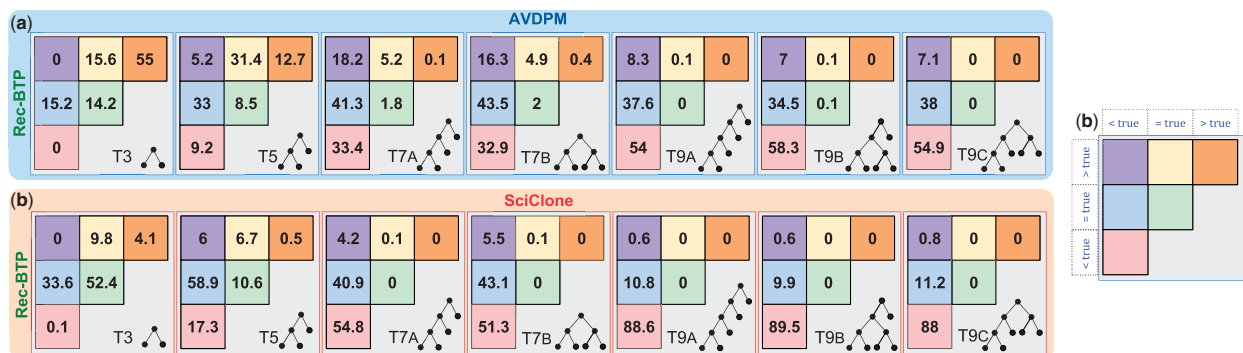 (a)
AVDPM
Rec-BTP
0 15.6 55
15.2 14.2
0
T3
5.2 31.4 12.7
33 8.5
9.2
T5
18.2 5.2 0.1
41.3 1.8
33.4
T7A
16.3 4.9 0.4
43.5 2
32.9
T7B
8.3 0.1 0
37.6 0
54
T9A
7 0.1 0
34.5 0.1
58.3
T9B
7.1 0 0
38 0
54.9
T9C
(b)
SciClone
Rec-BTP
0 9.8 4.1
33.6 52.4
0.1
T3
6 6.7 0.5
58.9 10.6
17.3
T5
4.2 0.1 0
40.9 0
54.8
T7A
5.5 0.1 0
43.1 0
51.3
T7B
0.6 0 0
10.8 0
88.6
T9A
0.6 0 0
9.9 0
89.5
T9B
0.8 0 0
11.2 0
88
T9C
(b)
< true = true > true
> true
= true
< true